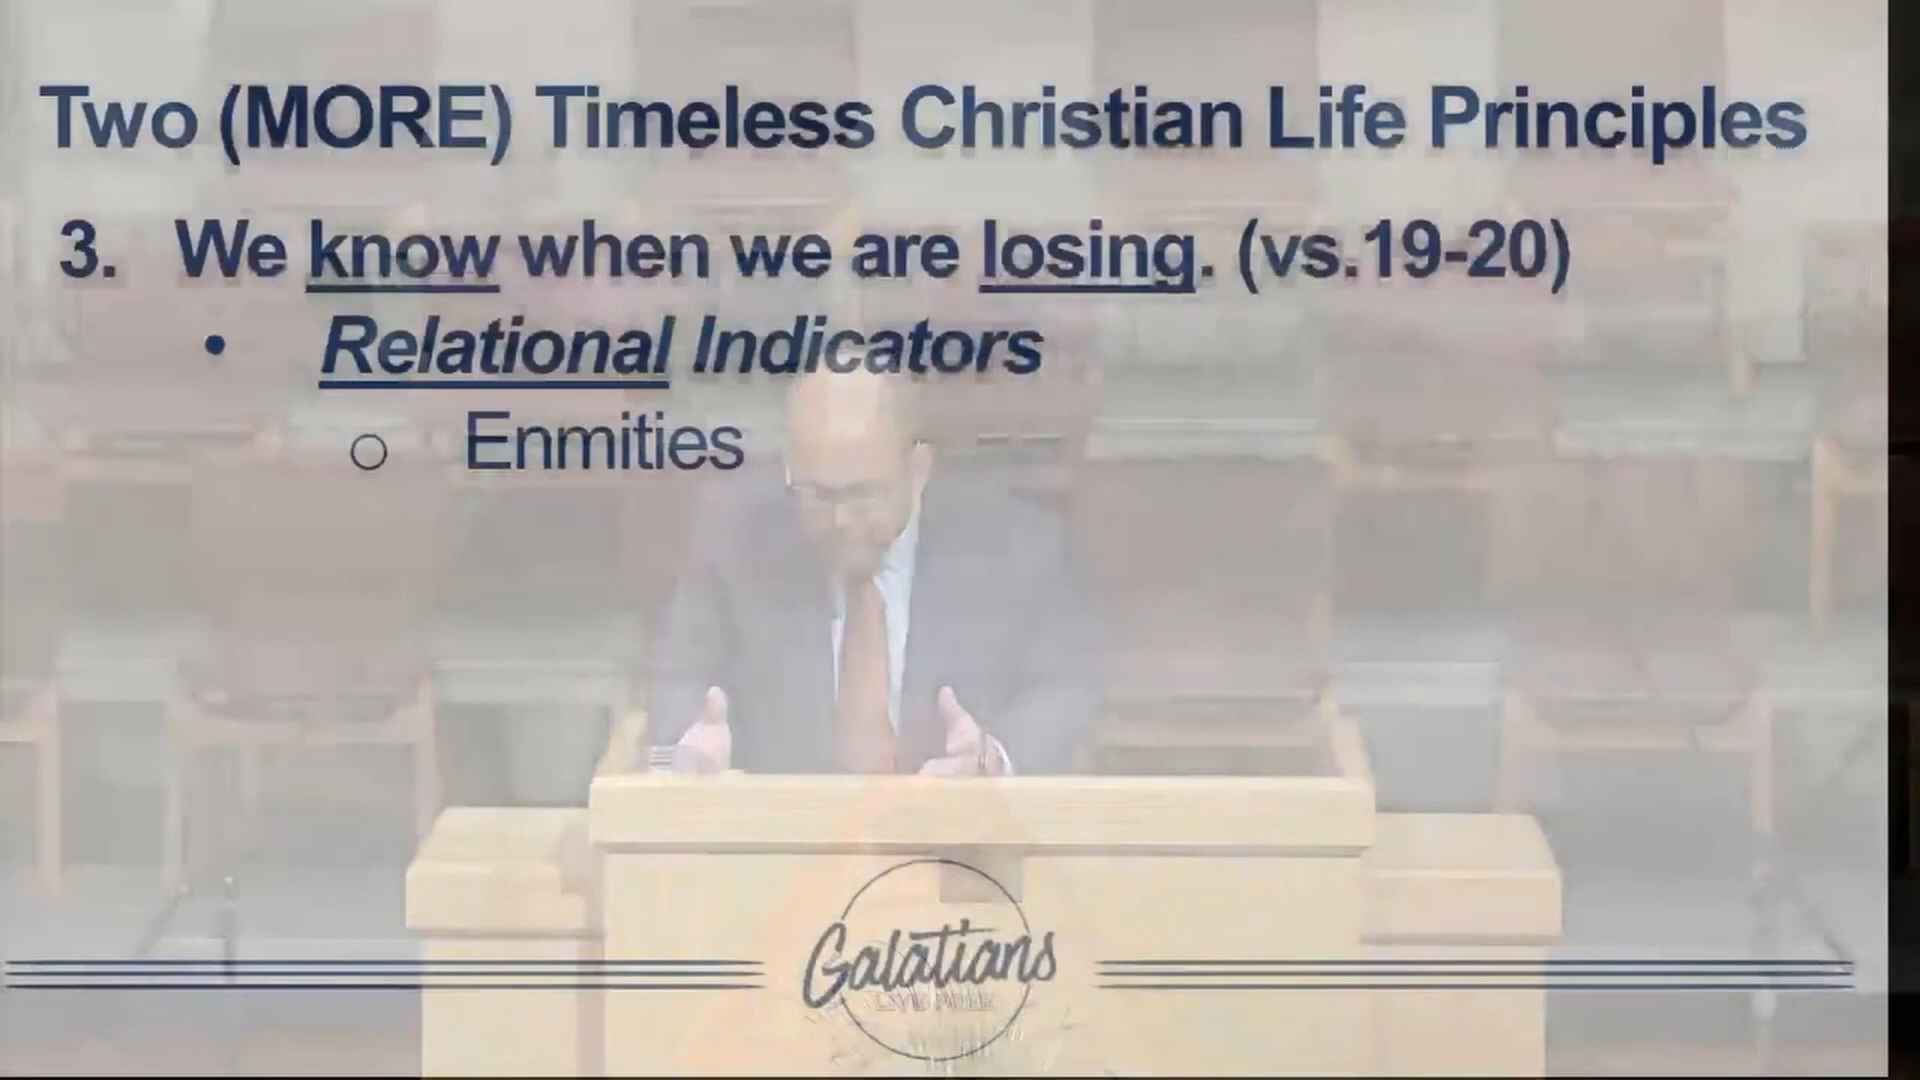 Two (MORE) Timeless Christian Life Principles
3. We know when we are losing. (vs.19-20)
• Relational Indicators
○ Enmities
Galatians